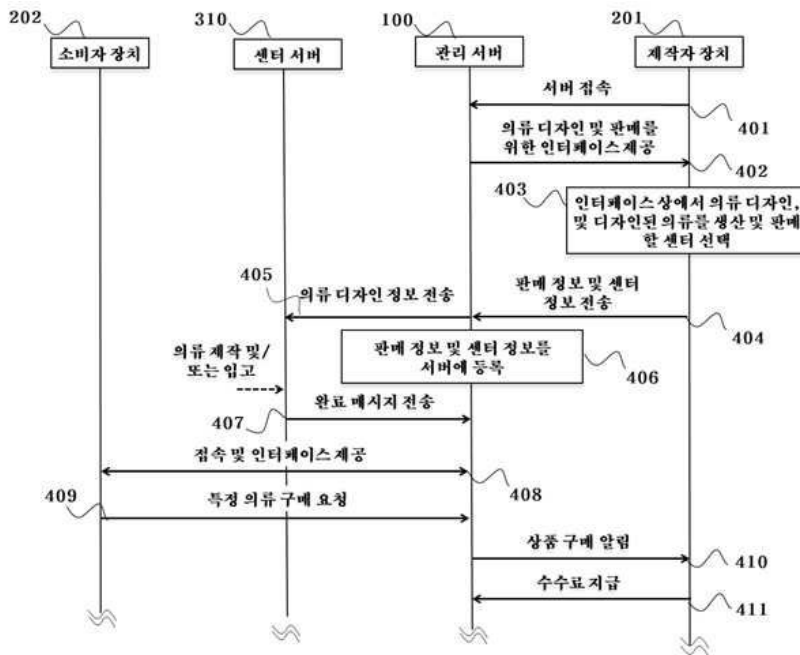 202
310
100
201
소비자 장치
센터 서버
관리 서버
제작자 장치
서버 접속
401
의류 디자인 및 판매를
위한 인터페이스 제공
402
403
인터페이스 상에서 의류 디자인,
및 디자인된 의류를 생산 및 판매
할 센터 선택
405
의류 디자인 정보 전송
판매 정보 및 센터
정보 전송
404
의류 제작 및/
또는 입고
판매 정보 및 센터 정보를
서버에 등록
406
407
완료 메시지 전송
접속 및 인터페이스 제공
408
409
특정 의류 구매 요청
상품 구매 알림
410
수수료 지급
411